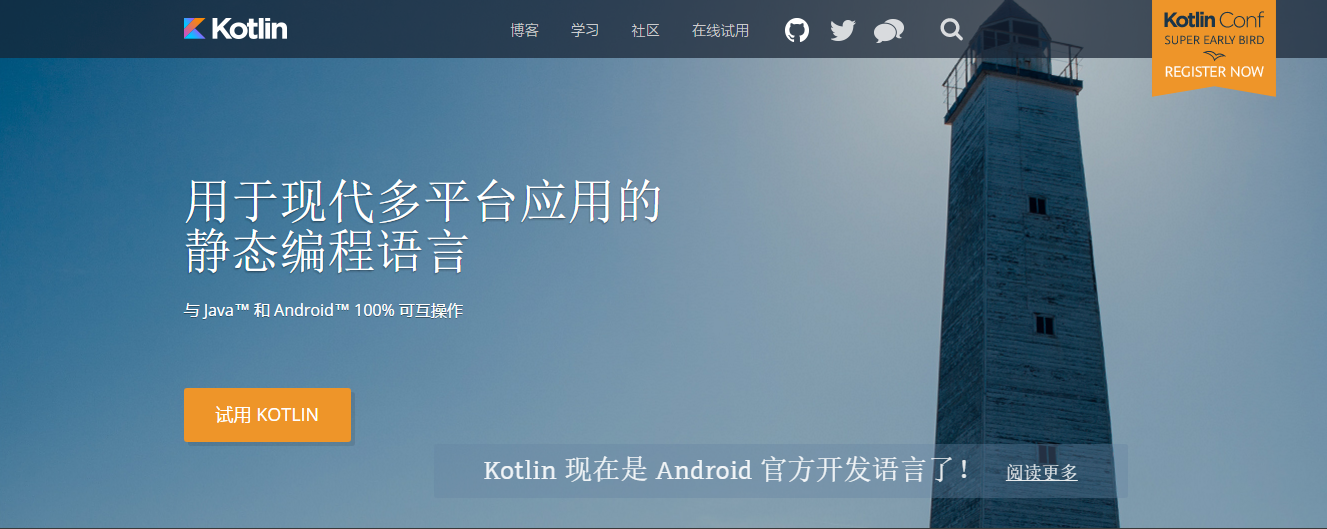 Kotlin
博客 学习 社区 在线试用
Kotlin Conf
SUPER EARLY BIRD
REGISTER NOW
用于现代多平台应用的
静态编程语言
与 Java™ 和 Android™ 100% 可互操作
试用 KOTLIN
Kotlin 现在是 Android 官方开发语言了! 阅读更多